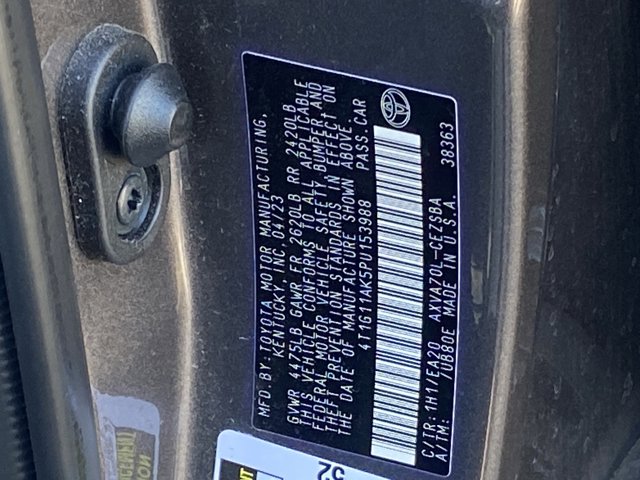 MFD. BY: TOYOTA MOTOR MANUFACTURING,
KENTUCKY, INC. 04/23
GVWR 4475LB GAWR FR 2620LB RR 2420LB
THIS VEHICLE CONFORMS TO ALL APPLICABLE
FEDERAL MOTOR VEHICLE SAFETY, BUMPER, AND
THEFT PREVENTION STANDARDS IN EFFECT ON
THE DATE OF MANUFACTURE SHOWN ABOVE.
4T1G11AK5PU153988 PASS.CAR
C/TR: 1H1/EA20 AXVA70L-CEZSBA 38363
A/TM: /UB80E MADE IN U.S.A.
52